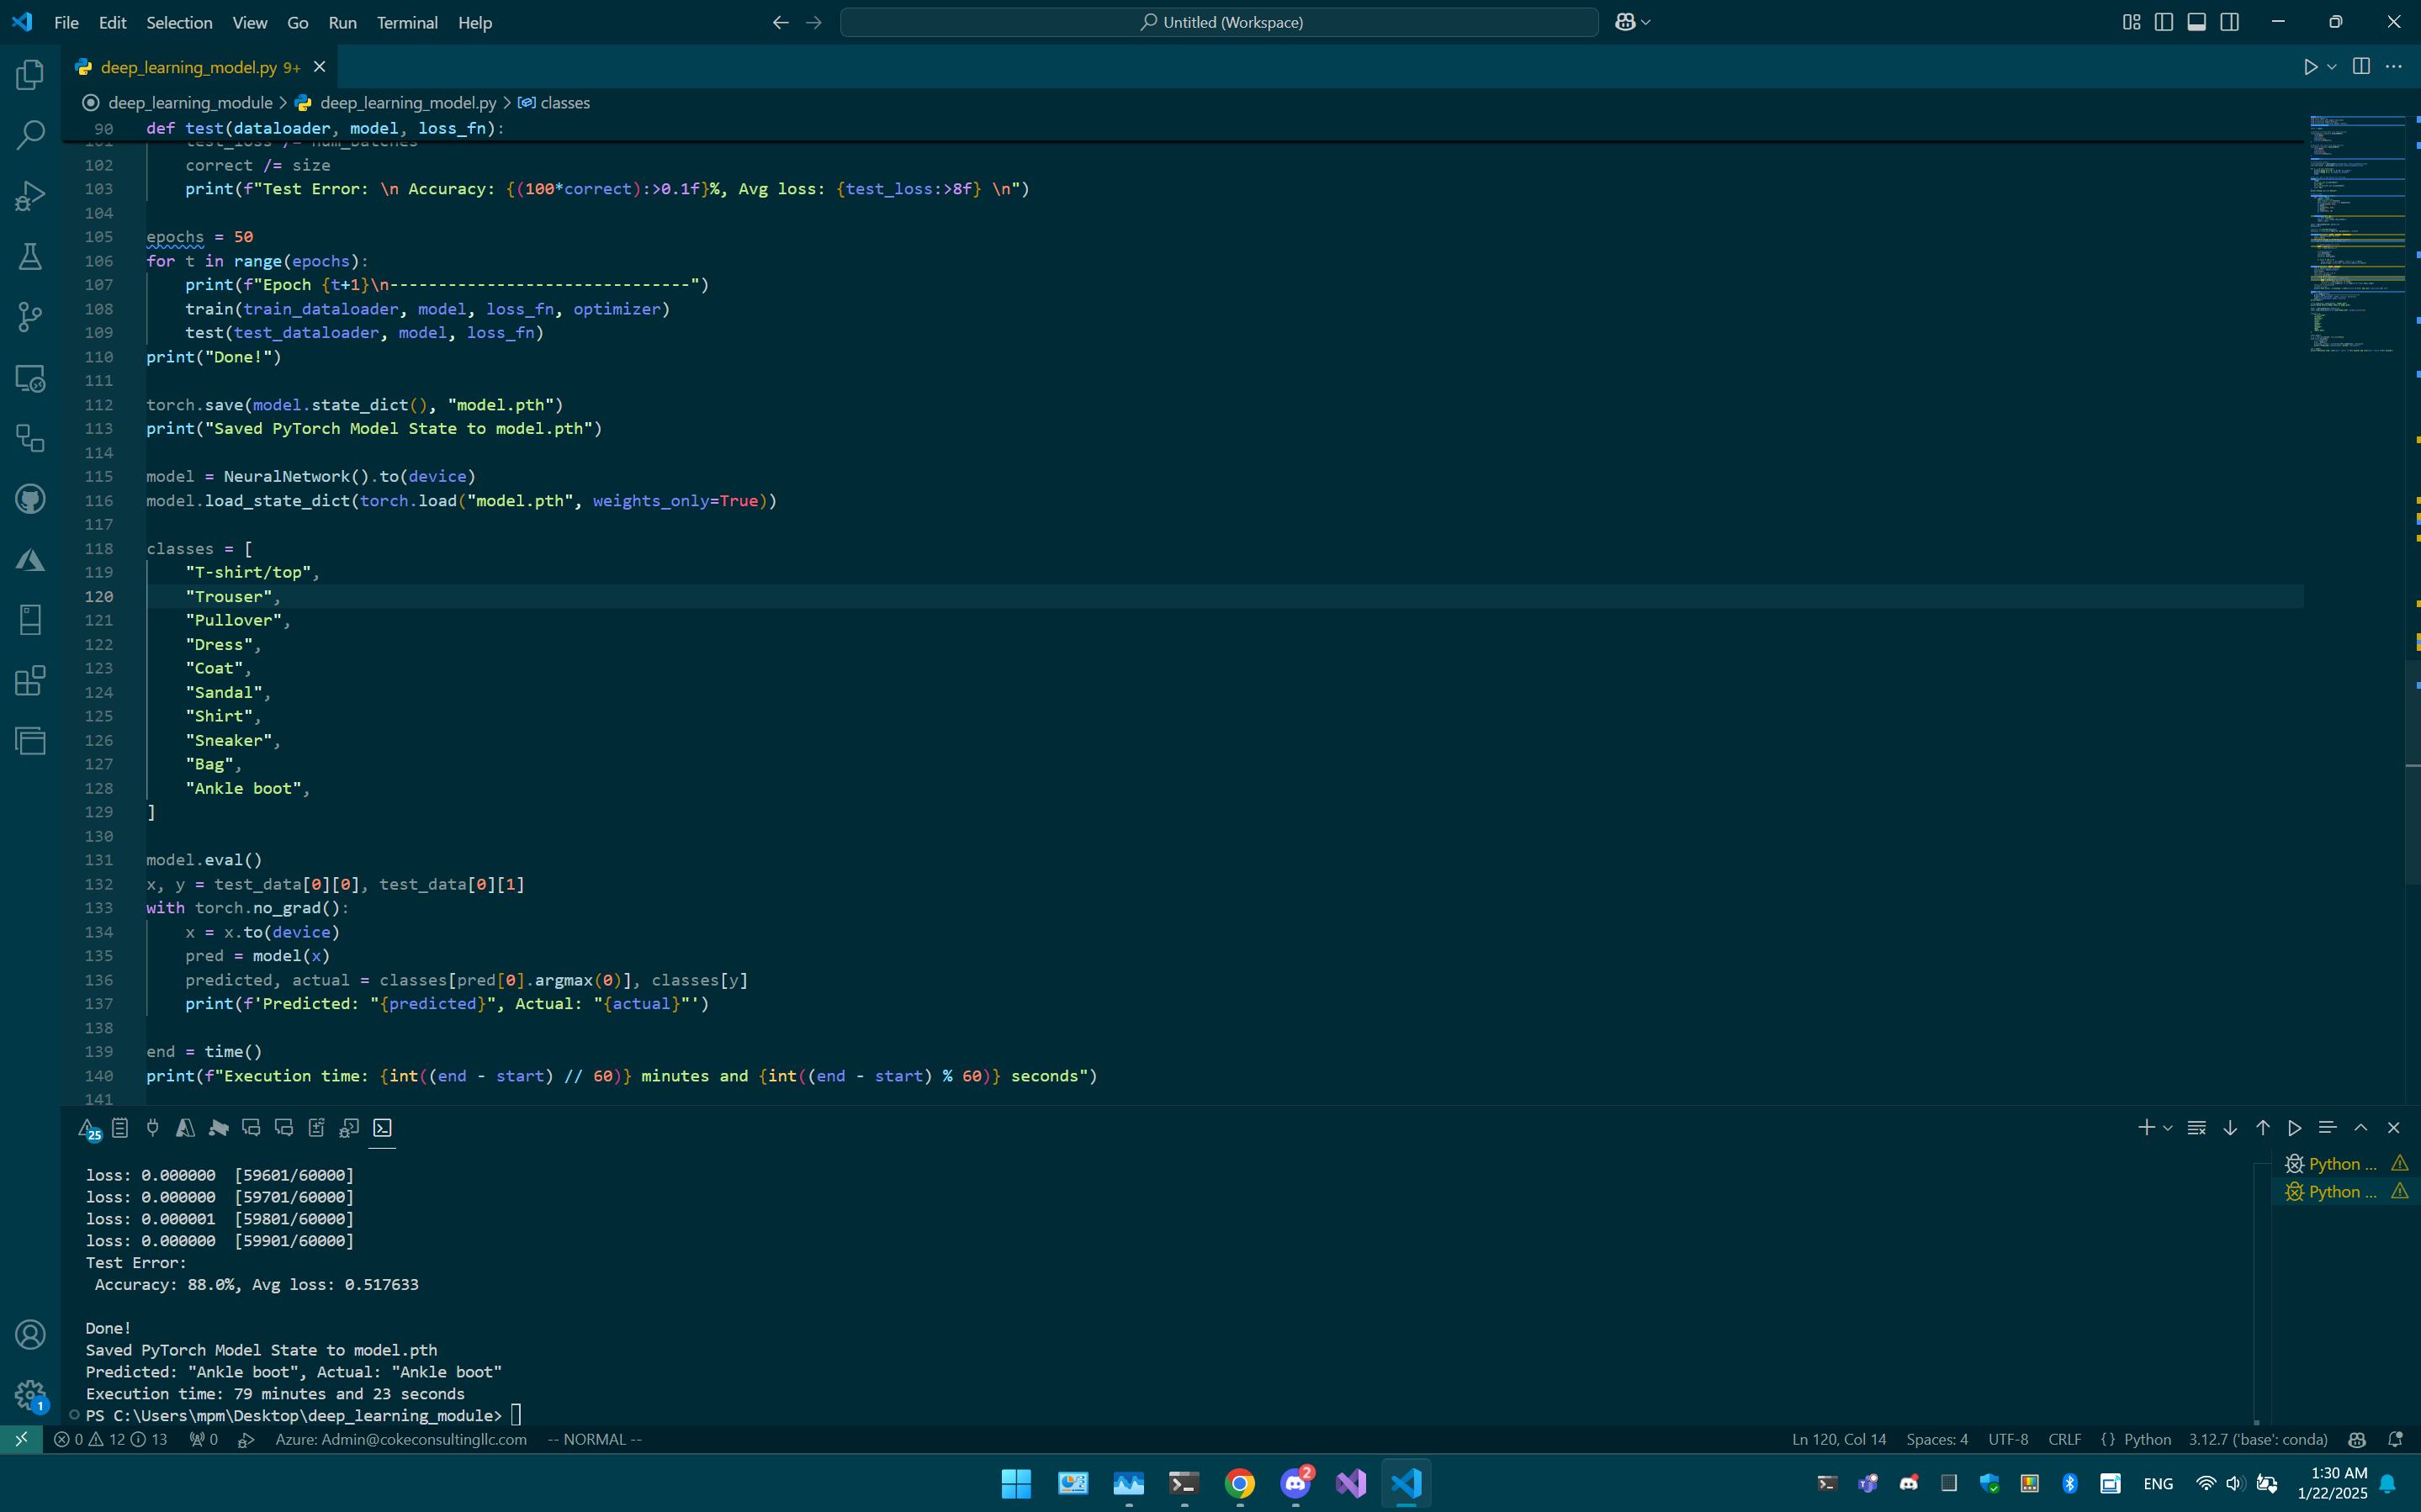 File Edit Selection View Go Run Terminal Help
Untitled (Workspace)
deep_learning_model.py 9+
deep_learning_module > deep_learning_model.py > classes
90 def test(dataloader, model, loss_fn):
101 test_loss /= num_batches
102 correct /= size
103 print(f"Test Error: \n Accuracy: {(100*correct):>0.1f}%, Avg loss: {test_loss:>8f} \n")
104
105 epochs = 50
106 for t in range(epochs):
107 print(f"Epoch {t+1}\n-------------------------------")
108 train(train_dataloader, model, loss_fn, optimizer)
109 test(test_dataloader, model, loss_fn)
110 print("Done!")
111
112 torch.save(model.state_dict(), "model.pth")
113 print("Saved PyTorch Model State to model.pth")
114
115 model = NeuralNetwork().to(device)
116 model.load_state_dict(torch.load("model.pth", weights_only=True))
117
118 classes = [
119 "T-shirt/top",
120 "Trouser",
121 "Pullover",
122 "Dress",
123 "Coat",
124 "Sandal",
125 "Shirt",
126 "Sneaker",
127 "Bag",
128 "Ankle boot",
129 ]
130
131 model.eval()
132 x, y = test_data[0][0], test_data[0][1]
133 with torch.no_grad():
134 x = x.to(device)
135 pred = model(x)
136 predicted, actual = classes[pred[0].argmax(0)], classes[y]
137 print(f'Predicted: "{predicted}", Actual: "{actual}"')
138
139 end = time()
140 print(f"Execution time: {int((end - start) // 60)} minutes and {int((end - start) % 60)} seconds")
141
25
loss: 0.000000 [59601/60000]
loss: 0.000000 [59701/60000]
loss: 0.000001 [59801/60000]
loss: 0.000000 [59901/60000]
Test Error:
Accuracy: 88.0%, Avg loss: 0.517633
Done!
Saved PyTorch Model State to model.pth
Predicted: "Ankle boot", Actual: "Ankle boot"
Execution time: 79 minutes and 23 seconds
PS C:\Users\mpm\Desktop\deep_learning_module>
Python ...
Python ...
1
0 12 13 0 Azure: Admin@cokeconsultingllc.com -- NORMAL -- Ln 120, Col 14 Spaces: 4 UTF-8 CRLF {} Python 3.12.7 ('base': conda)
2
ENG
1:30 AM
1/22/2025